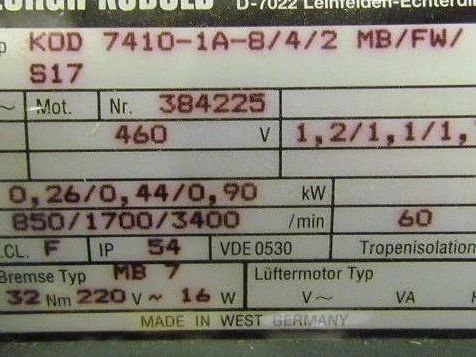 D-7022 Leinfelden-Echterdin
KOD 7410-1A-8/4/2 MB/FW/
S17
~ Mot. Nr. 384225
460 V 1,2/1,1/1,
0,26/0,44/0,90 kW
850/1700/3400 /min 60
.CL. F IP 54 VDE 0530 Tropenisolation
Bremse Typ MB 7 Lüftermotor Typ
32 Nm 220 V ~ 16 W V~ VA H
MADE IN WEST GERMANY